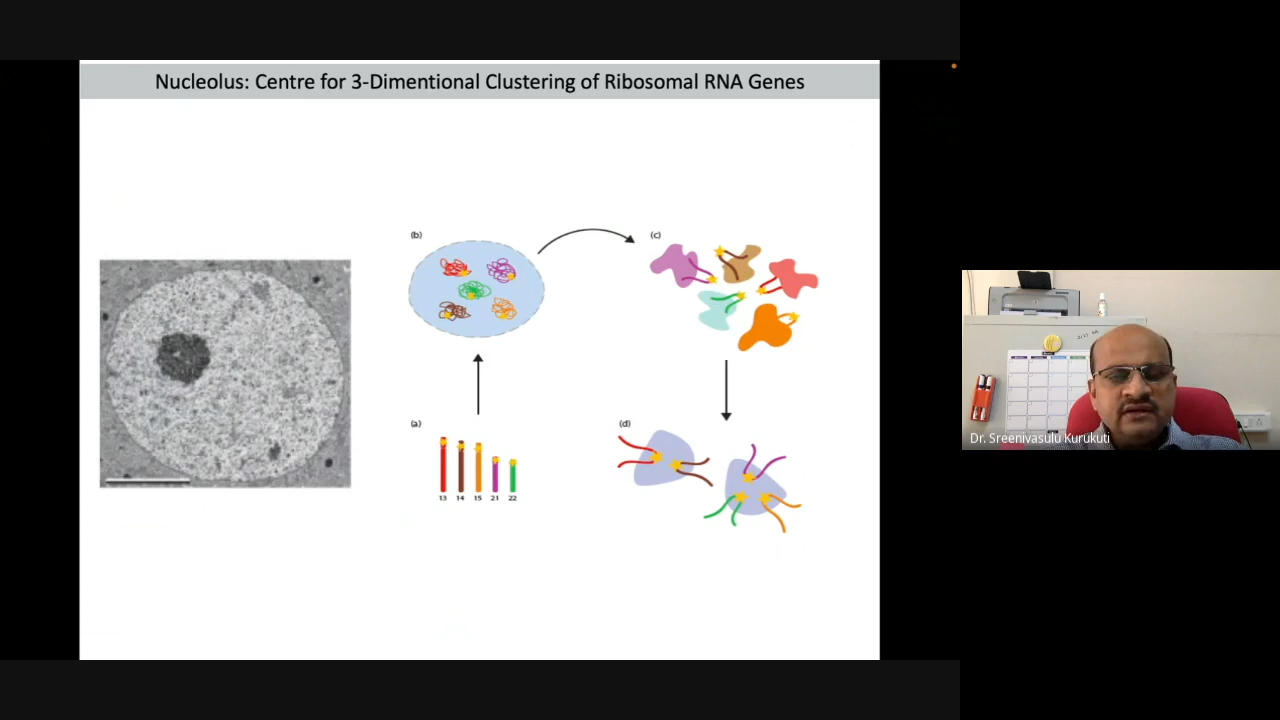 Nucleolus: Centre for 3-Dimentional Clustering of Ribosomal RNA Genes
(b)
(c)
(a)
(d)
13 14 15 21 22
Dr. Sreenivasulu Kurukuti